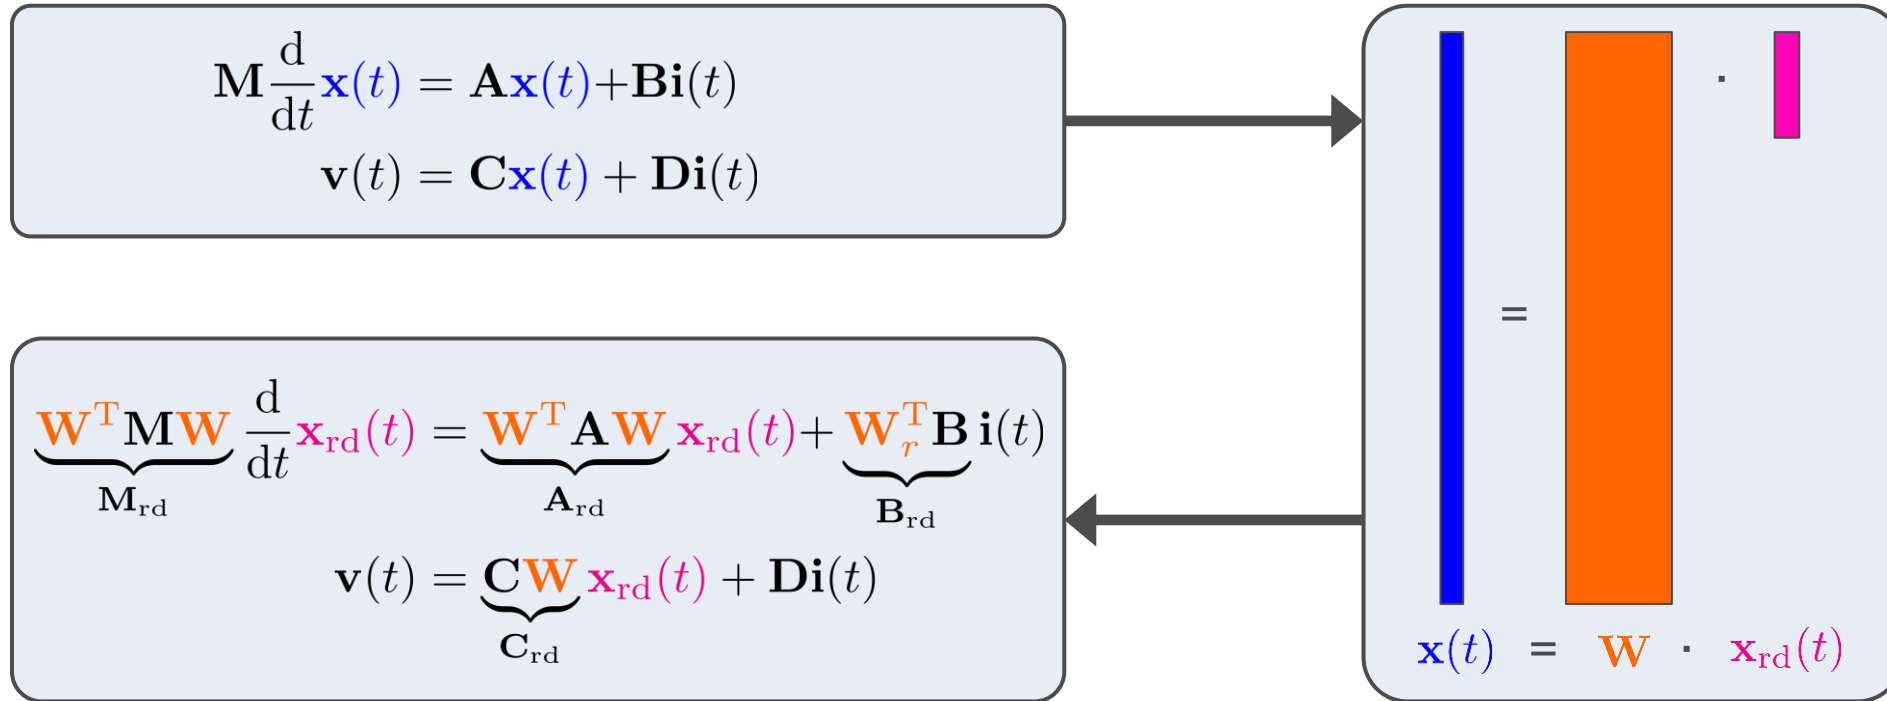 M d/dt x(t) = Ax(t)+Bi(t)
v(t) = Cx(t) + Di(t)
= ·
x(t) = W · x_rd(t)
W^T M W d/dt x_rd(t) = W^T A W x_rd(t)+ W_r^T B i(t)
M_rd A_rd B_rd
v(t) = CW x_rd(t) + Di(t)
C_rd